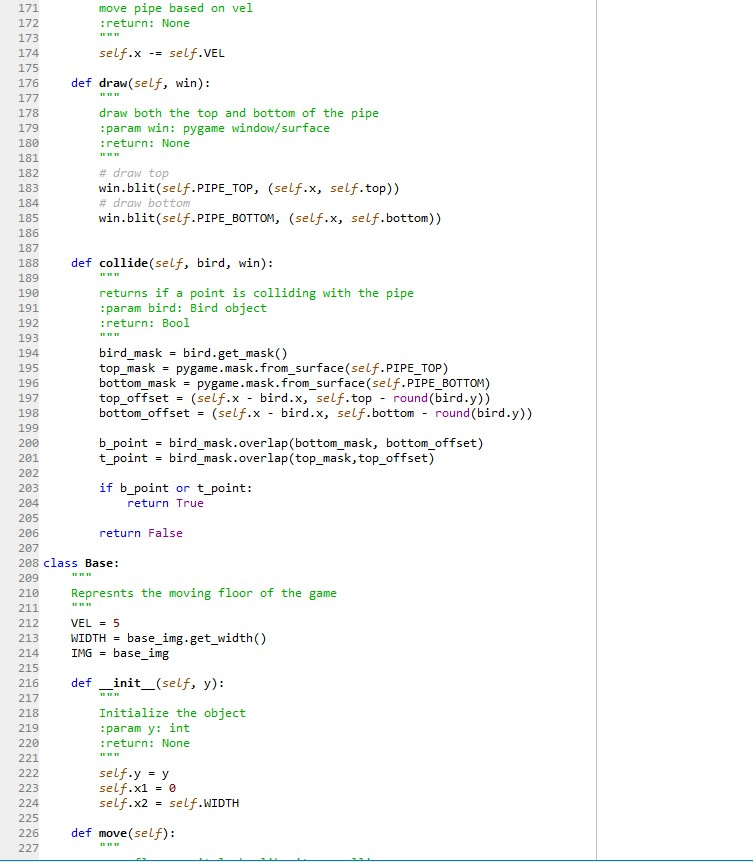 171 move pipe based on vel
172 :return: None
173 """
174 self.x -= self.VEL
175
176 def draw(self, win):
177 """
178 draw both the top and bottom of the pipe
179 :param win: pygame window/surface
180 :return: None
181 """
182 # draw top
183 win.blit(self.PIPE_TOP, (self.x, self.top))
184 # draw bottom
185 win.blit(self.PIPE_BOTTOM, (self.x, self.bottom))
186
187
188 def collide(self, bird, win):
189 """
190 returns if a point is colliding with the pipe
191 :param bird: Bird object
192 :return: Bool
193 """
194 bird_mask = bird.get_mask()
195 top_mask = pygame.mask.from_surface(self.PIPE_TOP)
196 bottom_mask = pygame.mask.from_surface(self.PIPE_BOTTOM)
197 top_offset = (self.x - bird.x, self.top - round(bird.y))
198 bottom_offset = (self.x - bird.x, self.bottom - round(bird.y))
199
200 b_point = bird_mask.overlap(bottom_mask, bottom_offset)
201 t_point = bird_mask.overlap(top_mask,top_offset)
202
203 if b_point or t_point:
204 return True
205
206 return False
207
208 class Base:
209 """
210 Represnts the moving floor of the game
211 """
212 VEL = 5
213 WIDTH = base_img.get_width()
214 IMG = base_img
215
216 def __init__(self, y):
217 """
218 Initialize the object
219 :param y: int
220 :return: None
221 """
222 self.y = y
223 self.x1 = 0
224 self.x2 = self.WIDTH
225
226 def move(self):
227 """